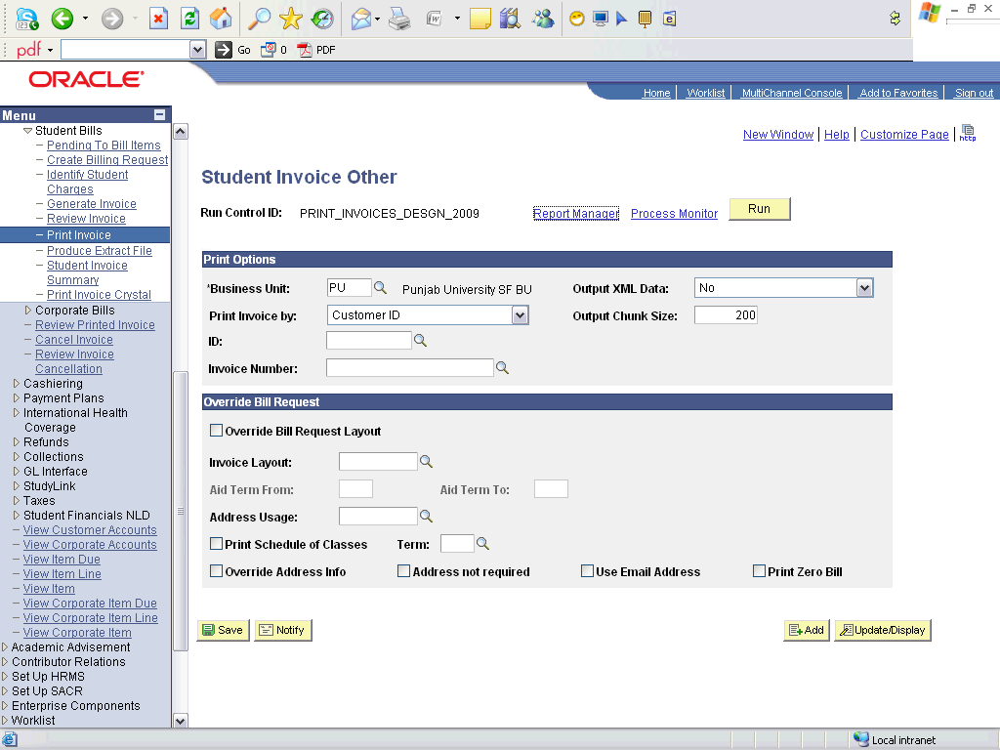 pdf Go 0 PDF
ORACLE®
Home Worklist MultiChannel Console Add to Favorites Sign out
Menu
Student Bills
Pending To Bill Items
Create Billing Request
Identify Student
Charges
Generate Invoice
Review Invoice
Print Invoice
Produce Extract File
Student Invoice
Summary
Print Invoice Crystal
Corporate Bills
Review Printed Invoice
Cancel Invoice
Review Invoice
Cancellation
Cashiering
Payment Plans
International Health
Coverage
Refunds
Collections
GL Interface
StudyLink
Taxes
Student Financials NLD
View Customer Accounts
View Corporate Accounts
View Item Due
View Item Line
View Item
View Corporate Item Due
View Corporate Item Line
View Corporate Item
Academic Advisement
Contributor Relations
Set Up HRMS
Set Up SACR
Enterprise Components
Worklist
New Window Help Customize Page http
Student Invoice Other
Run Control ID: PRINT_INVOICES_DESGN_2009 Report Manager Process Monitor Run
Print Options
*Business Unit: PU Punjab University SF BU Output XML Data: No
Print Invoice by: Customer ID Output Chunk Size: 200
ID:
Invoice Number:
Override Bill Request
Override Bill Request Layout
Invoice Layout:
Aid Term From: Aid Term To:
Address Usage:
Print Schedule of Classes Term:
Override Address Info Address not required Use Email Address Print Zero Bill
Save Notify Add Update/Display
Local intranet